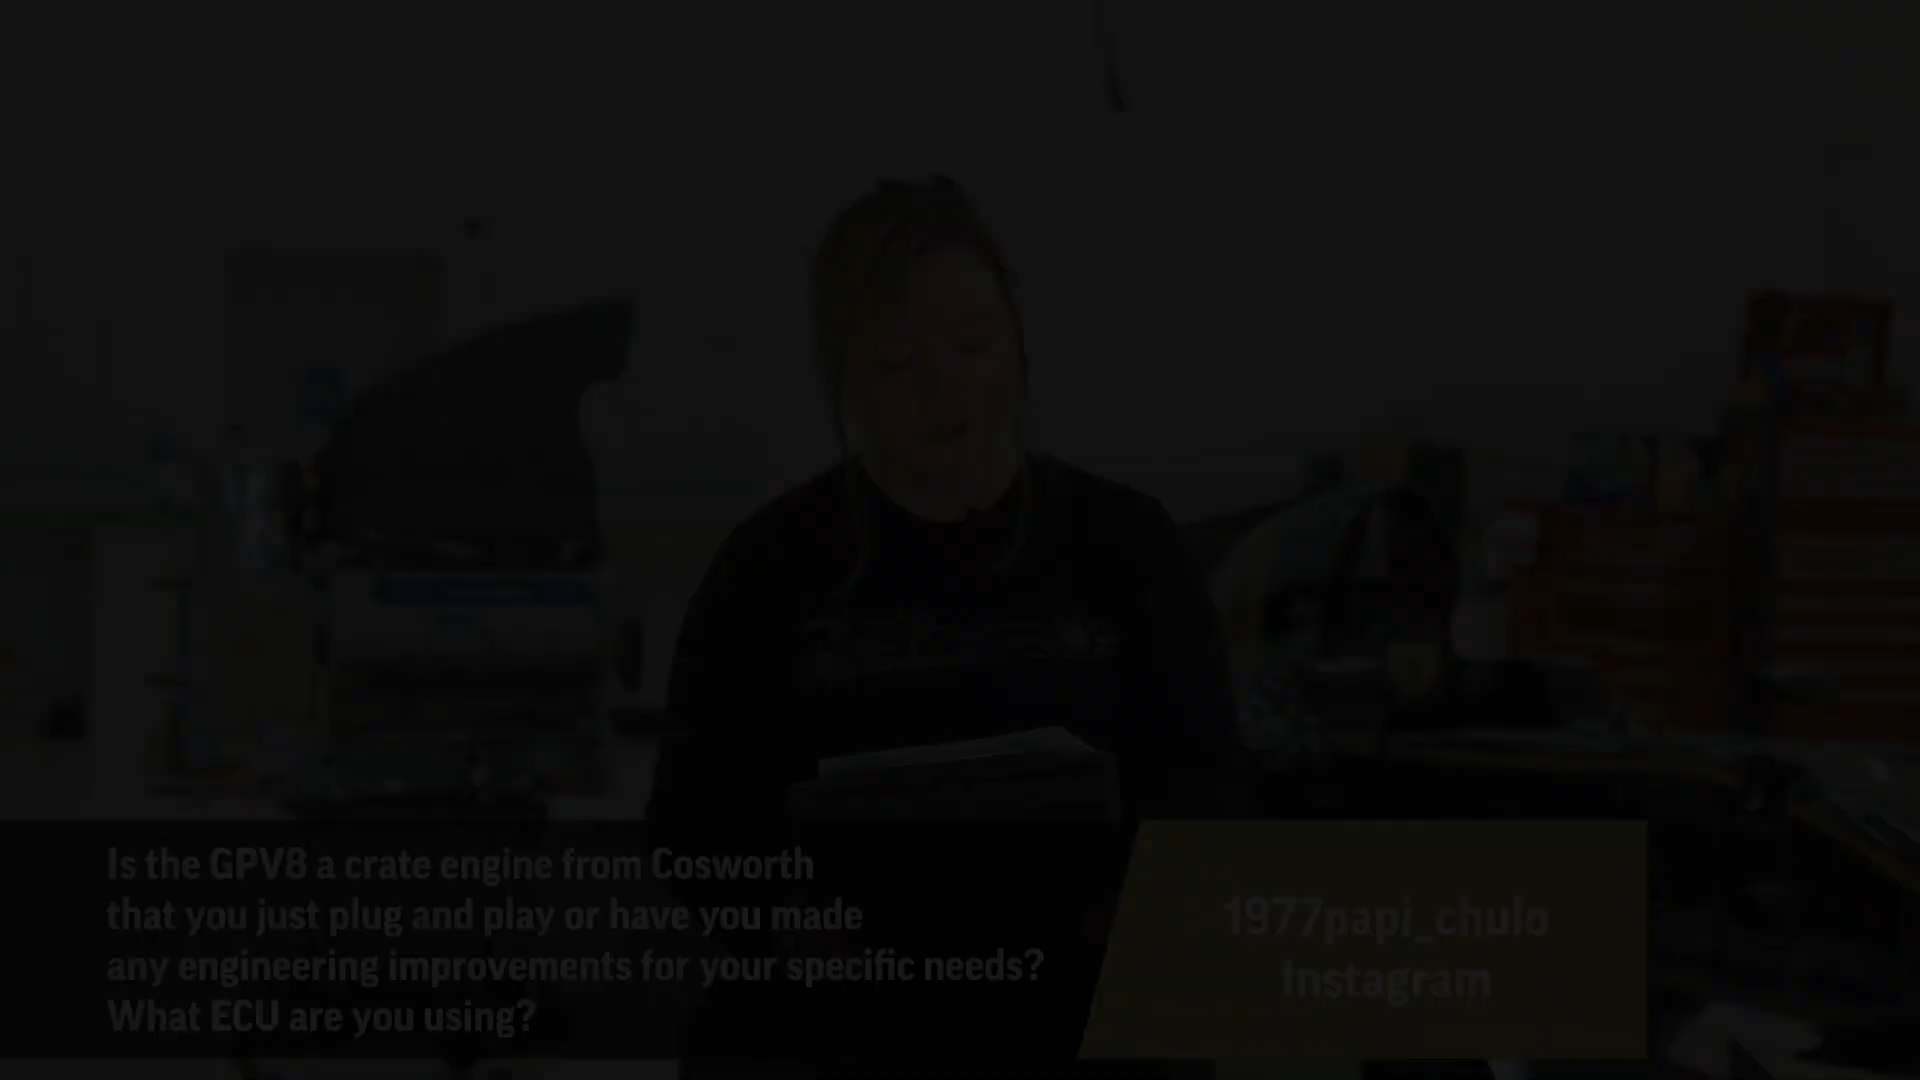 Is the GPV8 a crate engine from Cosworth
that you just plug and play or have you made
any engineering improvements for your specific needs?
What ECU are you using?
1977papi_chulo
Instagram